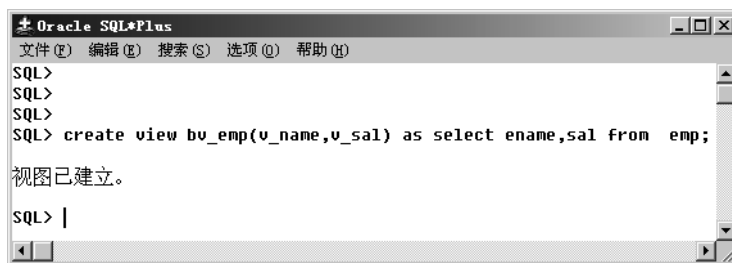 Oracle SQL*Plus
文件(F) 编辑(E) 搜索(S) 选项(O) 帮助(H)
SQL>
SQL>
SQL>
SQL> create view bv_emp(v_name,v_sal) as select ename,sal from  emp;
视图已建立。
SQL>